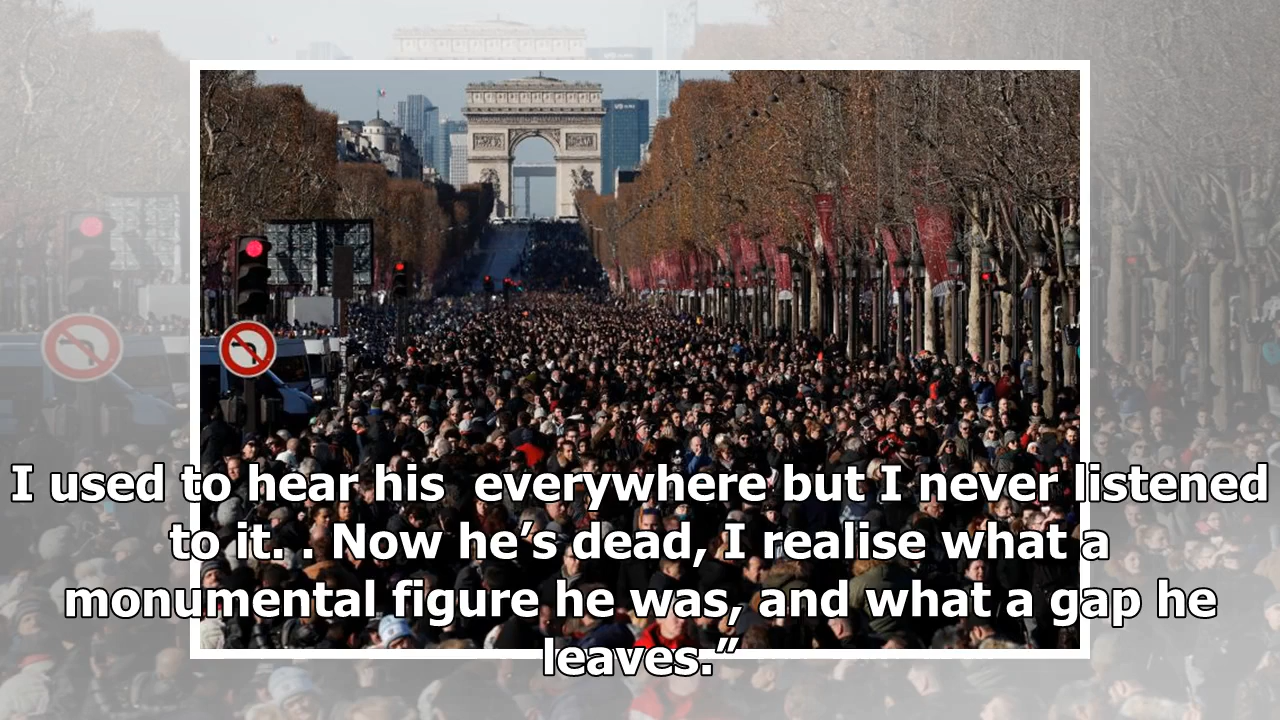 I used to hear his  everywhere but I never listened
to it. . Now he’s dead, I realise what a
monumental figure he was, and what a gap he
leaves.”